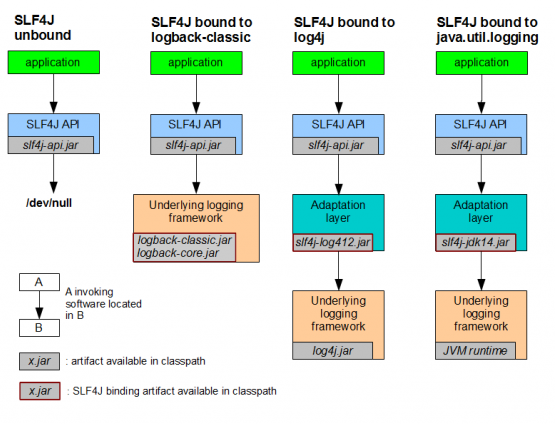 SLF4J
unbound
application
SLF4J API
slf4j-api.jar
/dev/null
SLF4J bound to
logback-classic
application
SLF4J API
slf4j-api.jar
Underlying logging
framework
logback-classic.jar
logback-core.jar
SLF4J bound to
log4j
application
SLF4J API
slf4j-api.jar
Adaptation
layer
slf4j-log412.jar
Underlying
logging
framework
log4j.jar
SLF4J bound to
java.util.logging
application
SLF4J API
slf4j-api.jar
Adaptation
layer
slf4j-jdk14.jar
Underlying
logging
framework
JVM runtime
A
B
A invoking
software located
in B
x.jar : artifact available in classpath
x.jar : SLF4J binding artifact available in classpath